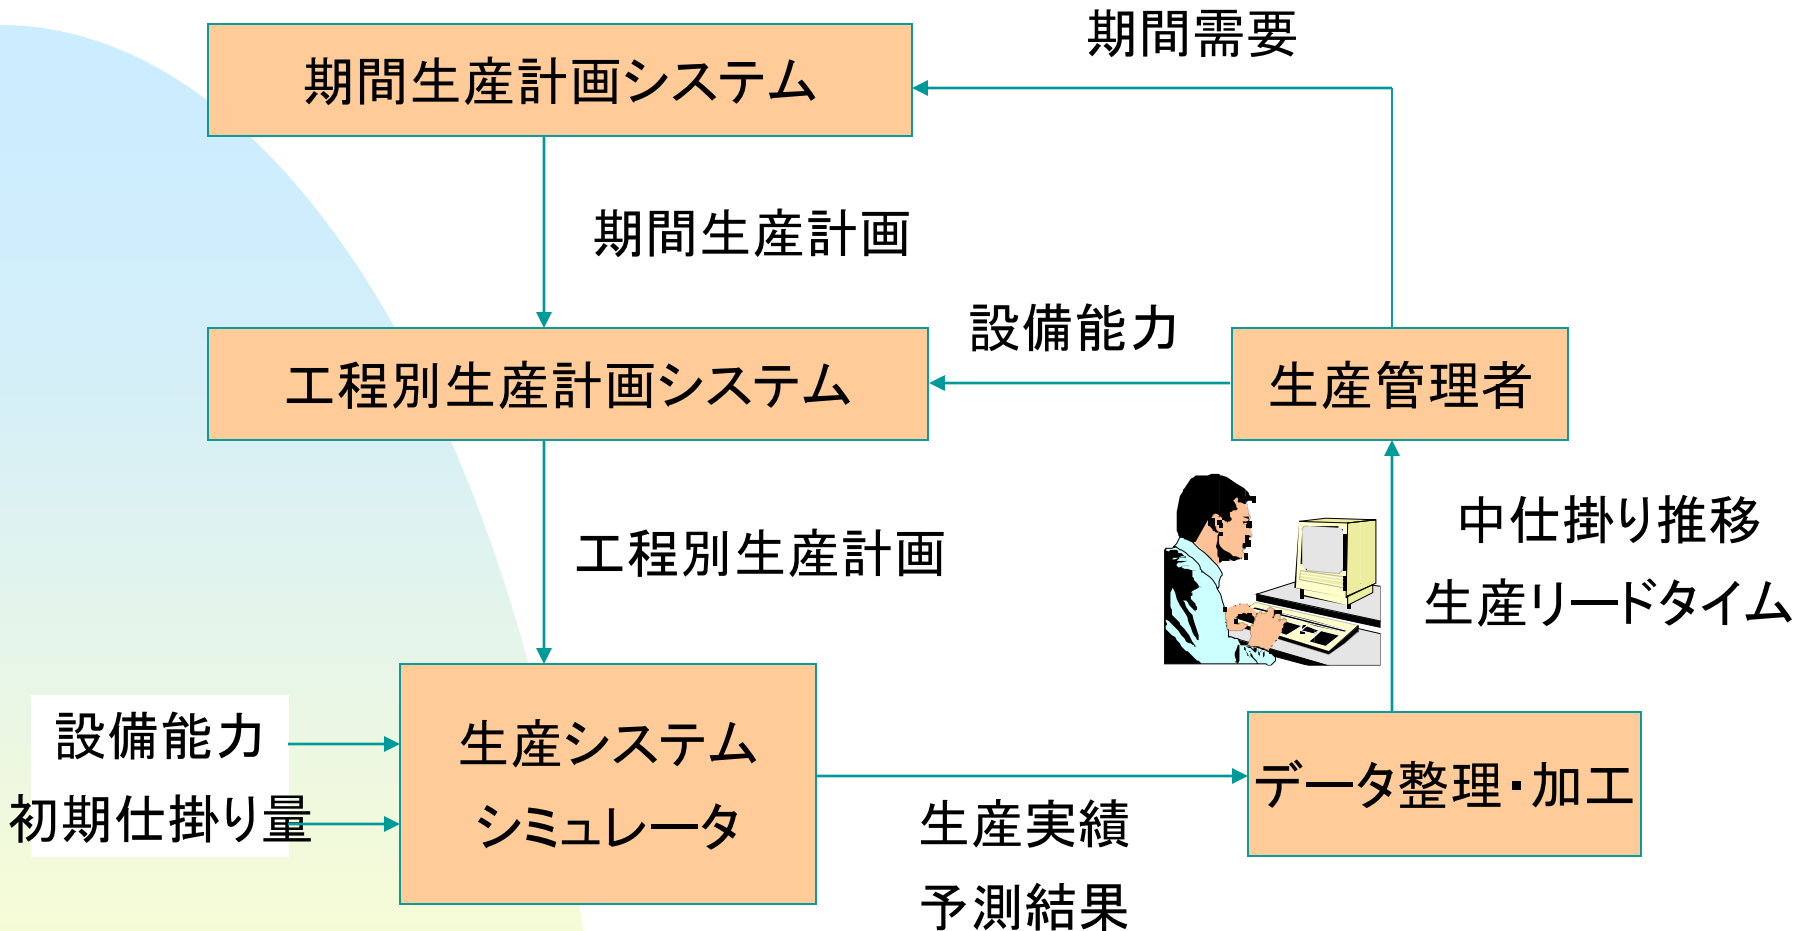 期間需要
期間生産計画システム
期間生産計画
設備能力
工程別生産計画システム
生産管理者
工程別生産計画
中仕掛り推移
生産リードタイム
設備能力
初期仕掛り量
生産システム
シミュレータ
データ整理・加工
生産実績
予測結果